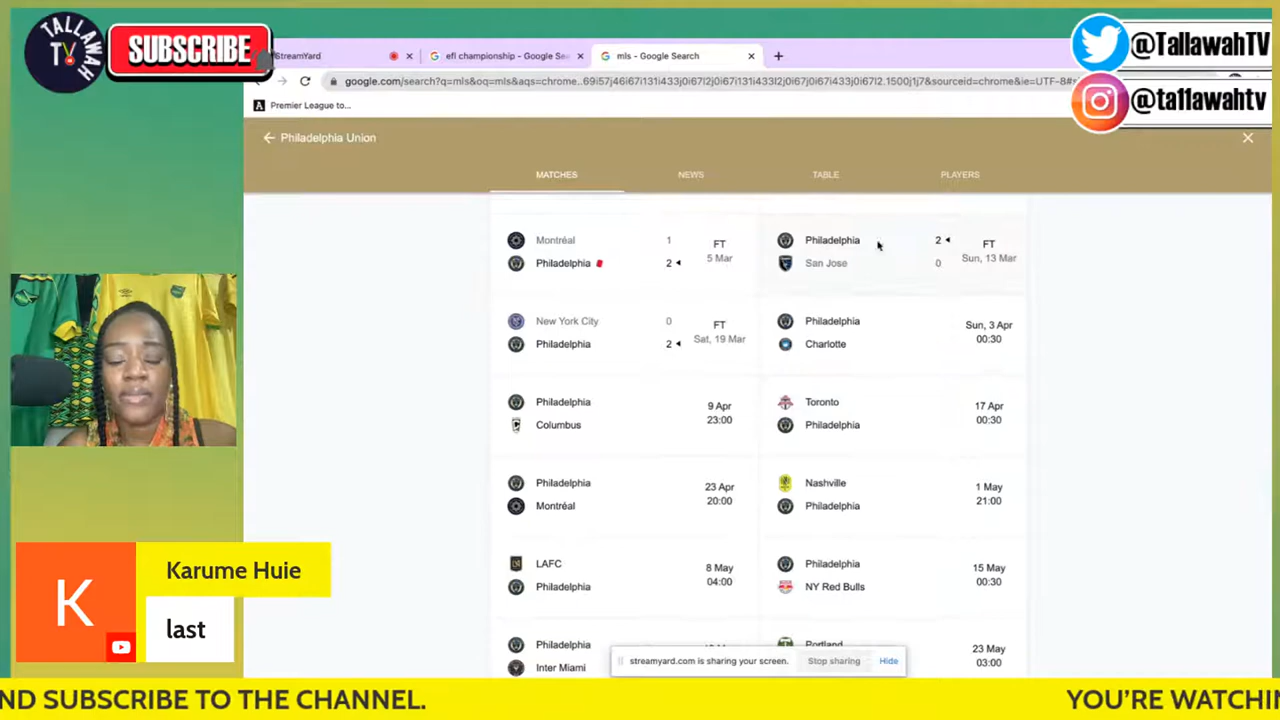 TALLAWAH
TV
SUBSCRIBE
StreamYard
efl championship - Google Sea
mls - Google Search
@TallawahTV
@ta11awahtv
google.com/search?q=mls&oq=mls&aqs=chrome..69i57j46i67i131i433j0i67l2j0i67i131i433l2j0i67j0i67i433j0i67l2.1500j1j7&sourceid=chrome&ie=UTF-8#s
Premier League to...
Philadelphia Union
MATCHES
NEWS
TABLE
PLAYERS
Montréal 1
Philadelphia 2
FT
5 Mar
Philadelphia 2
San Jose 0
FT
Sun, 13 Mar
New York City 0
Philadelphia 2
FT
Sat, 19 Mar
Philadelphia
Charlotte
Sun, 3 Apr
00:30
Philadelphia
Columbus
9 Apr
23:00
Toronto
Philadelphia
17 Apr
00:30
Philadelphia
Montréal
23 Apr
20:00
Nashville
Philadelphia
1 May
21:00
LAFC
Philadelphia
8 May
04:00
Philadelphia
NY Red Bulls
15 May
00:30
Philadelphia
Inter Miami
Portland
23 May
03:00
streamyard.com is sharing your screen.
Stop sharing
Hide
K
Karume Huie
last
ND SUBSCRIBE TO THE CHANNEL.
YOU'RE WATCHIN